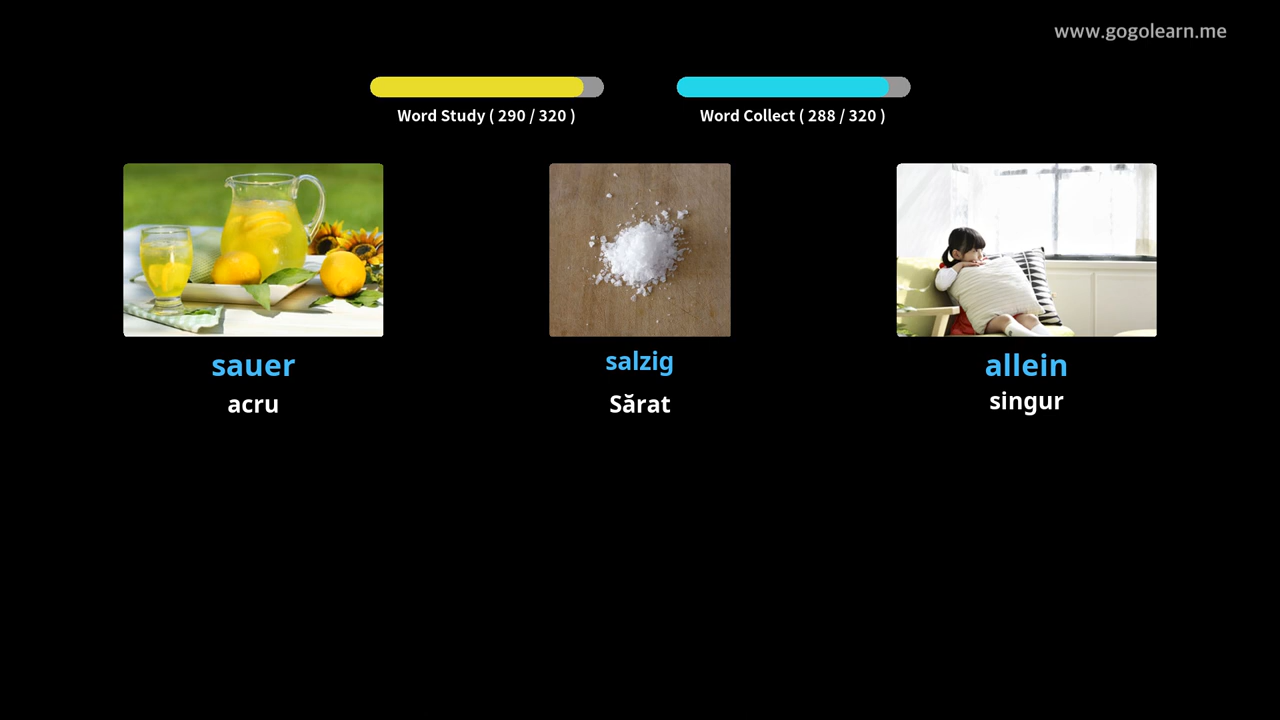 www.gogolearn.me
Word Study ( 290 / 320 )
Word Collect ( 288 / 320 )
sauer
acru
salzig
Sărat
allein
singur